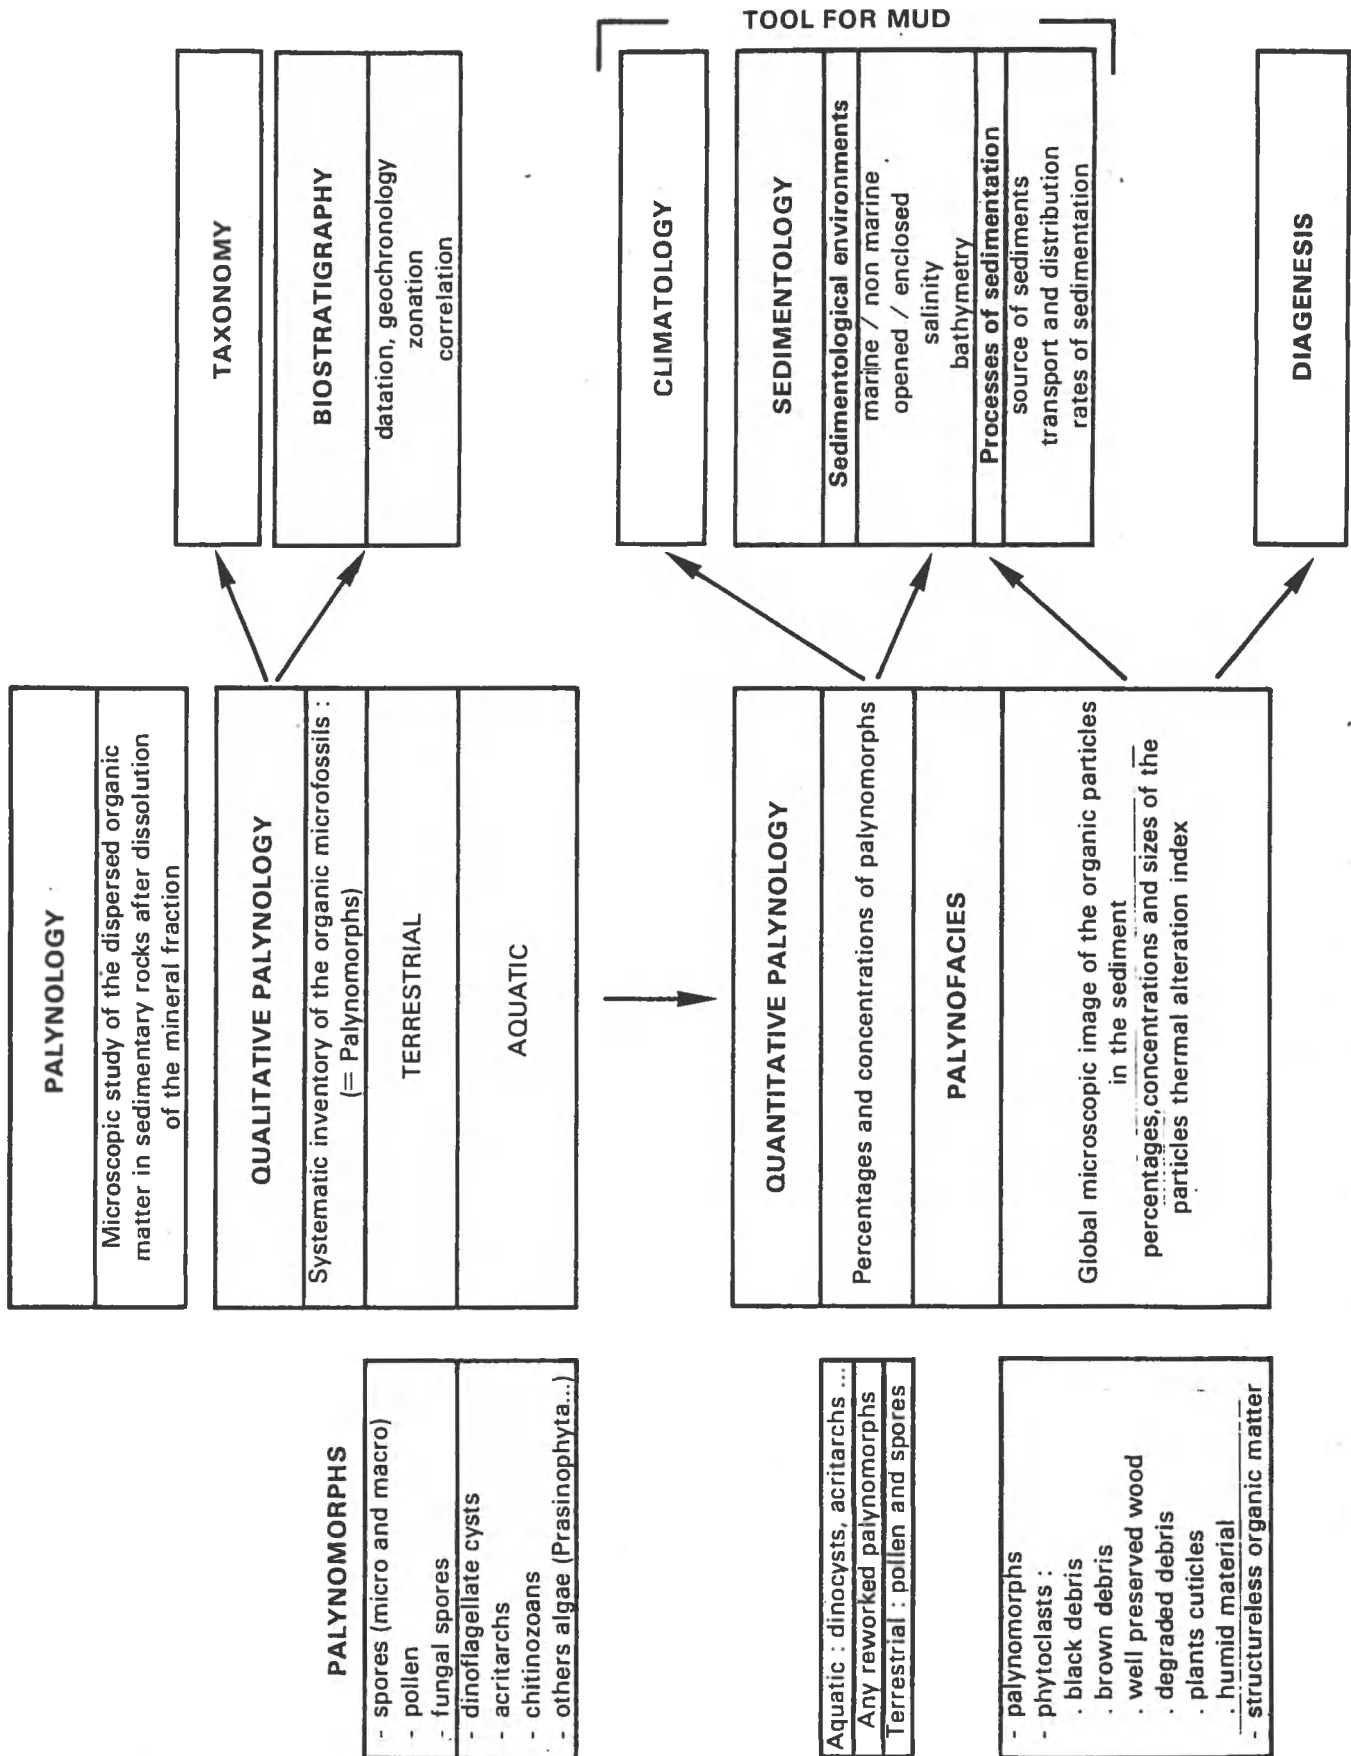 PALYNOLOGY
Microscopic study of the dispersed organic
matter in sedimentary rocks after dissolution
of the mineral fraction
PALYNOMORPHS
- spores (micro and macro)
- pollen
- fungal spores
- dinoflagellate cysts
- acritarchs
- chitinozoans
- others algae (Prasinophyta...)
QUALITATIVE PALYNOLOGY
Systematic inventory of the organic microfossils :
(= Palynomorphs)
TERRESTRIAL
AQUATIC
TAXONOMY
BIOSTRATIGRAPHY
datation, geochronology
zonation
correlation
Aquatic : dinocysts, acritarchs ...
Any reworked palynomorphs
Terrestrial : pollen and spores
QUANTITATIVE PALYNOLOGY
Percentages and concentrations of palynomorphs
PALYNOFACIES
Global microscopic image of the organic particles
in the sediment
percentages, concentrations and sizes of the
particles thermal alteration index
- palynomorphs
- phytoclasts :
. black debris
. brown debris
. well preserved wood
. degraded debris
. plants cuticles
. humid material
- structureless organic matter
TOOL FOR MUD
CLIMATOLOGY
SEDIMENTOLOGY
Sedimentological environments
marine / non marine
opened / enclosed
salinity
bathymetry
Processes of sedimentation
source of sediments
transport and distribution
rates of sedimentation
DIAGENESIS